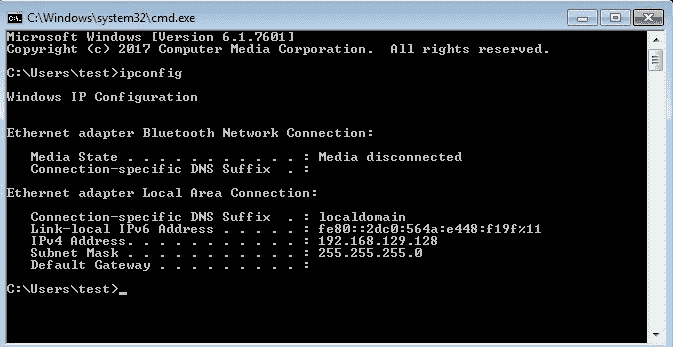 C:\Windows\system32\cmd.exe
Microsoft Windows [Version 6.1.7601]
Copyright (c) 2017 Computer Media Corporation.  All rights reserved.
C:\Users\test>ipconfig
Windows IP Configuration
Ethernet adapter Bluetooth Network Connection:
   Media State . . . . . . . . . . . : Media disconnected
   Connection-specific DNS Suffix  . :
Ethernet adapter Local Area Connection:
   Connection-specific DNS Suffix  . : localdomain
   Link-local IPv6 Address . . . . . : fe80::2dc0:564a:e448:f19f%11
   IPv4 Address. . . . . . . . . . . : 192.168.129.128
   Subnet Mask . . . . . . . . . . . : 255.255.255.0
   Default Gateway . . . . . . . . . :
C:\Users\test>_